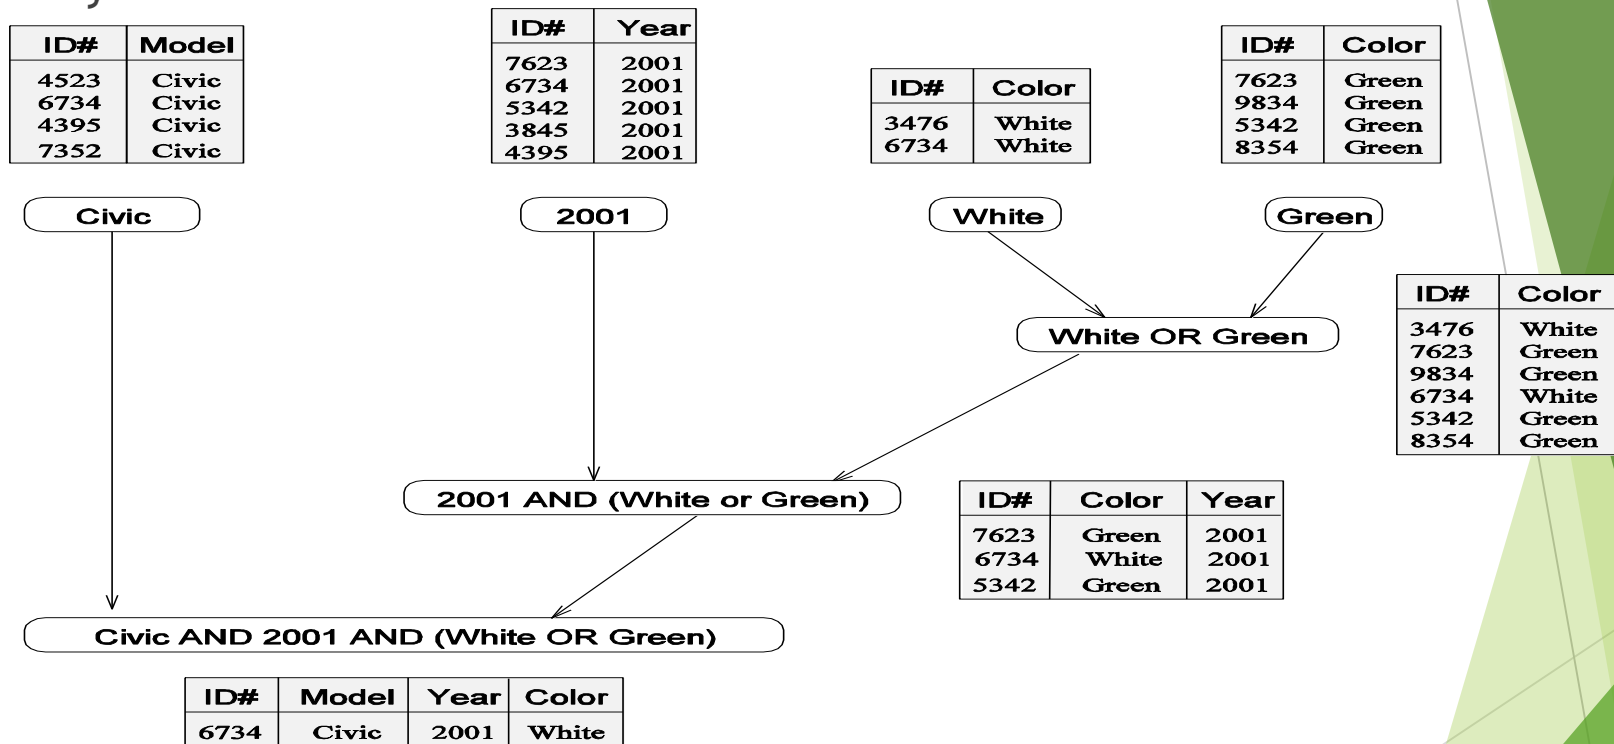 ID# Model
4523 Civic
6734 Civic
4395 Civic
7352 Civic
ID# Year
7623 2001
6734 2001
5342 2001
3845 2001
4395 2001
ID# Color
3476 White
6734 White
ID# Color
7623 Green
9834 Green
5342 Green
8354 Green
Civic
2001
White
Green
White OR Green
ID# Color
3476 White
7623 Green
9834 Green
6734 White
5342 Green
8354 Green
2001 AND (White or Green)
ID# Color Year
7623 Green 2001
6734 White 2001
5342 Green 2001
Civic AND 2001 AND (White OR Green)
ID# Model Year Color
6734 Civic 2001 White